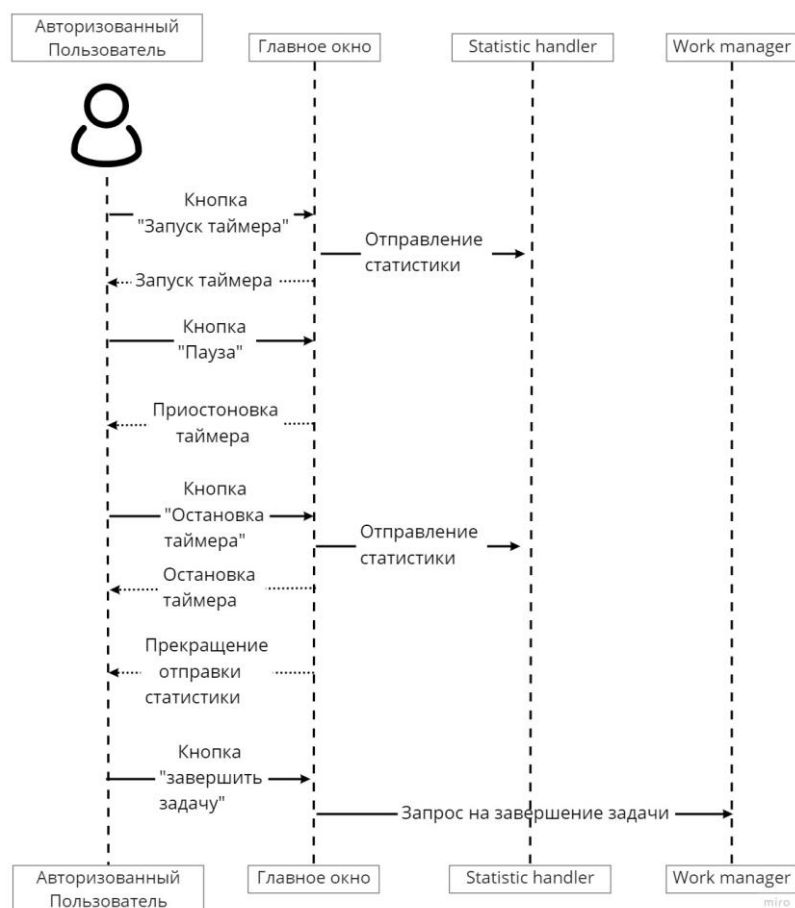 Авторизованный
Пользователь
Главное окно
Statistic handler
Work manager
Кнопка
"Запуск таймера"
Отправление
статистики
Запуск таймера
Кнопка
"Пауза"
Приостоновка
таймера
Кнопка
"Остановка
таймера"
Отправление
статистики
Остановка
таймера
Прекращение
отправки
статистики
Кнопка
"завершить
задачу"
Запрос на завершение задачи
Авторизованный
Пользователь
Главное окно
Statistic handler
Work manager
miro